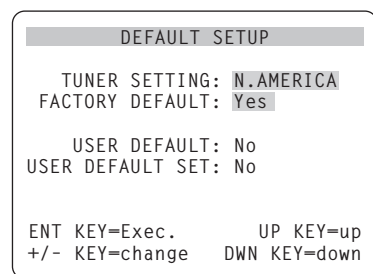 DEFAULT SETUP
TUNER SETTING: N.AMERICA
FACTORY DEFAULT: Yes
USER DEFAULT: No
USER DEFAULT SET: No
ENT KEY=Exec. UP KEY=up
+/- KEY=change DWN KEY=down